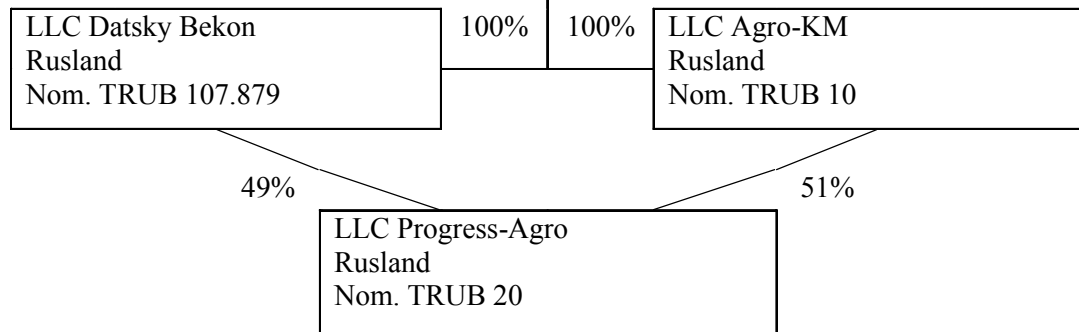 LLC Datsky Bekon
Rusland
Nom. TRUB 107.879
100%
100%
LLC Agro-KM
Rusland
Nom. TRUB 10
49%
51%
LLC Progress-Agro
Rusland
Nom. TRUB 20